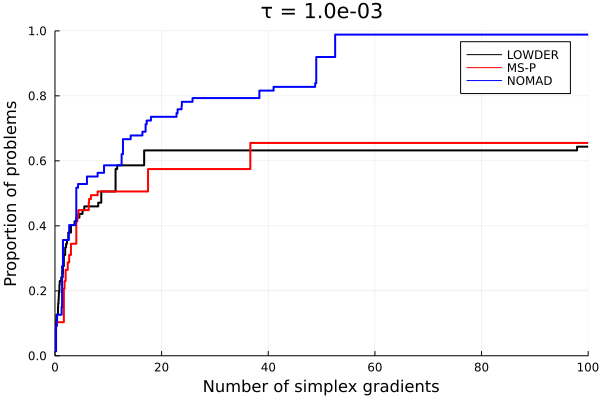 τ = 1.0e-03
Proportion of problems
1.0
0.8
0.6
0.4
0.2
0.0
LOWDER
MS-P
NOMAD
0 20 40 60 80 100
Number of simplex gradients